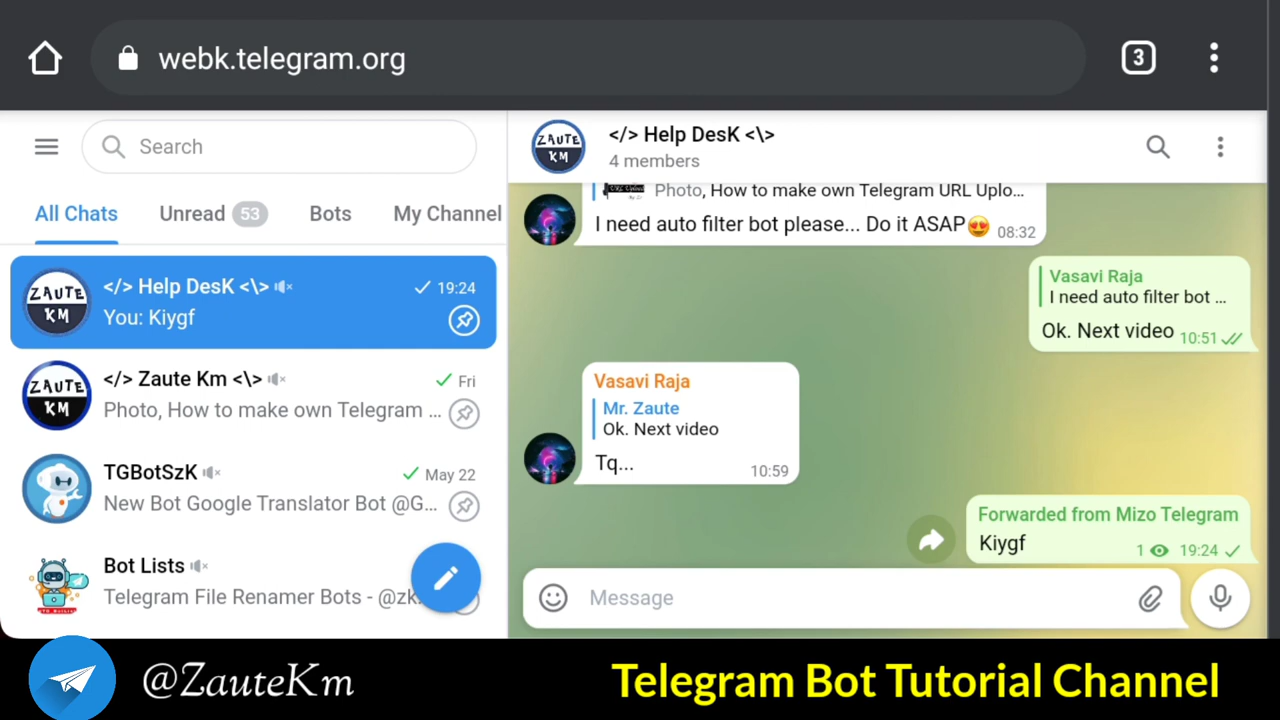 webk.telegram.org
3
Search
All Chats
Unread 53
Bots
My Channel
ZAUTE
KM
</> Help DesK <\>
19:24
You: Kiygf
ZAUTE
KM
</> Zaute Km <\>
Fri
Photo, How to make own Telegram ...
TGBotSzK
May 22
New Bot Google Translator Bot @G...
Bot Lists
Telegram File Renamer Bots - @zk
ZAUTE
KM
</> Help DesK <\>
4 members
Photo, How to make own Telegram URL Uplo...
I need auto filter bot please... Do it ASAP😍 08:32
Vasavi Raja
I need auto filter bot ...
Ok. Next video 10:51
Vasavi Raja
Mr. Zaute
Ok. Next video
Tq... 10:59
Forwarded from Mizo Telegram
Kiygf
1 19:24
Message
@ZauteKm
Telegram Bot Tutorial Channel